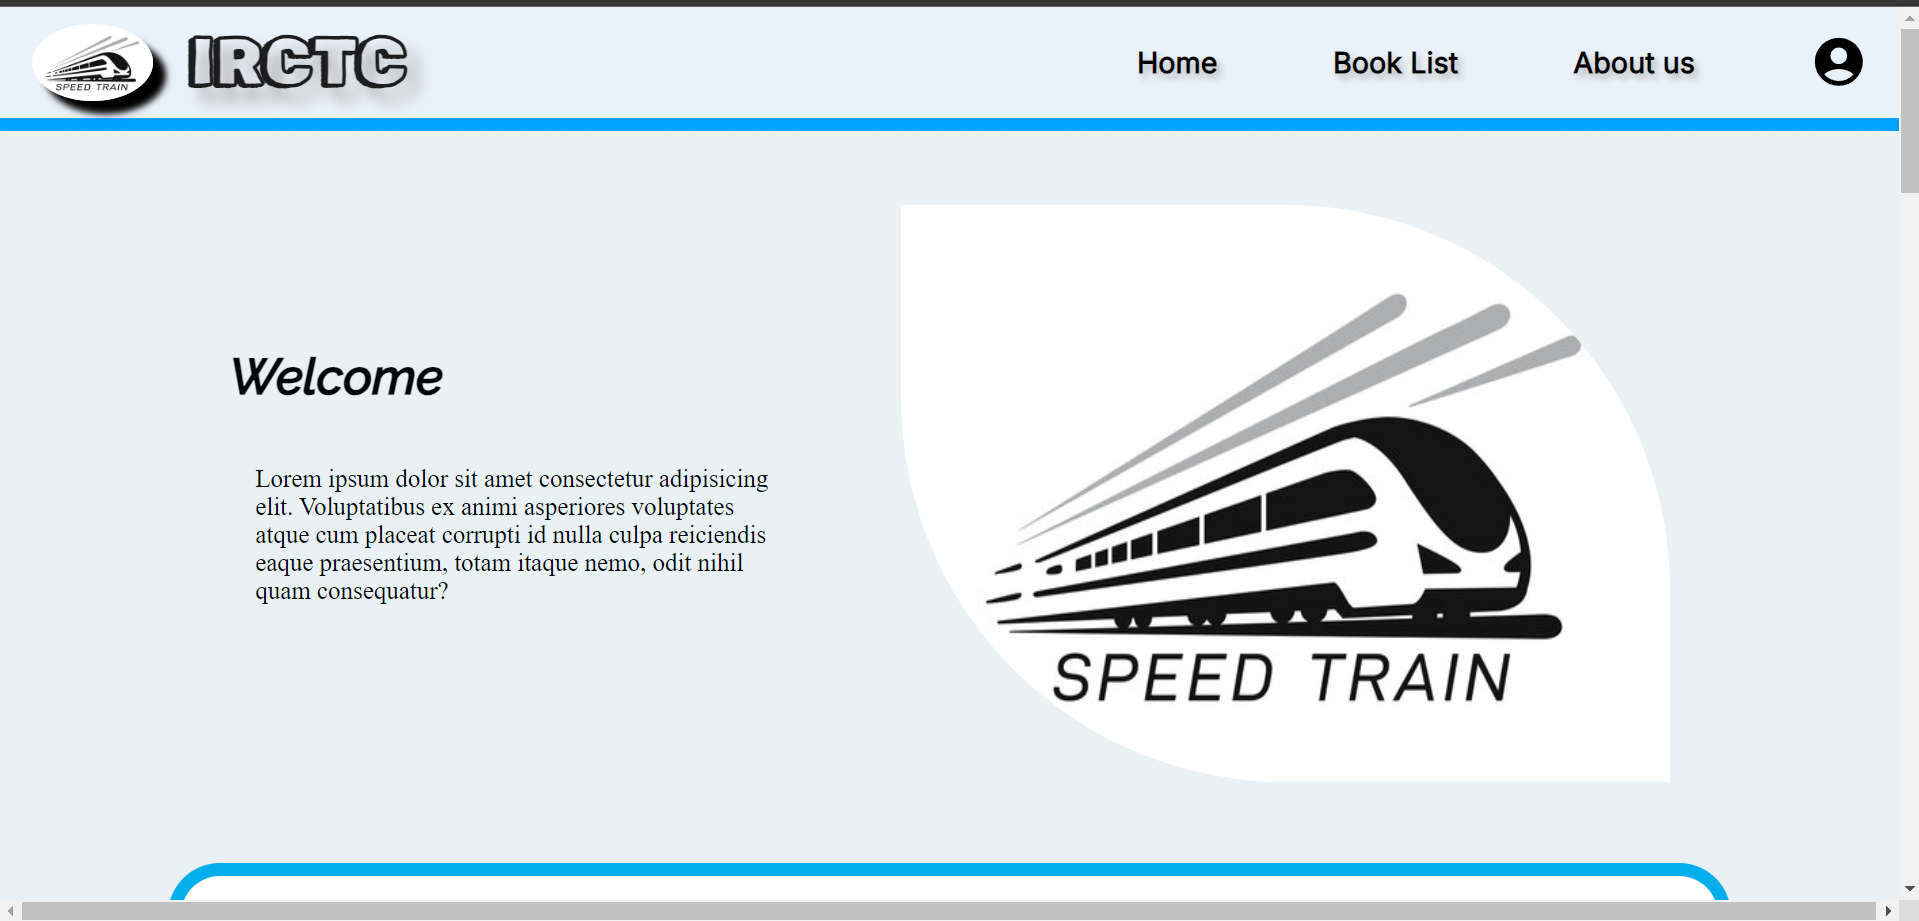 SPEED TRAIN
IRCTC
Home
Book List
About us
Welcome
Lorem ipsum dolor sit amet consectetur adipisicing
elit. Voluptatibus ex animi asperiores voluptates
atque cum placeat corrupti id nulla culpa reiciendis
eaque praesentium, totam itaque nemo, odit nihil
quam consequatur?
SPEED TRAIN